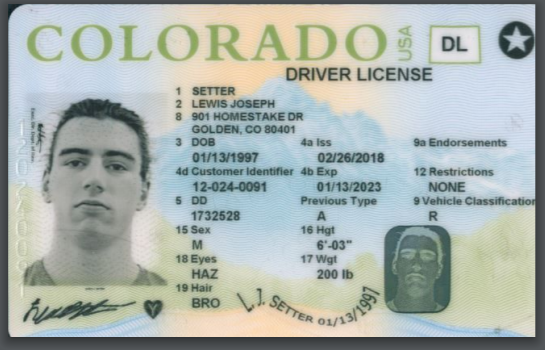 COLORADO USA DL
DRIVER LICENSE
1 SETTER
2 LEWIS JOSEPH
8 901 HOMESTAKE DR
GOLDEN, CO 80401
3 DOB 4a Iss 9a Endorsements
01/13/1997 02/26/2018
4d Customer Identifier 4b Exp 12 Restrictions
12-024-0091 01/13/2023 NONE
5 DD Previous Type 9 Vehicle Classification
1732528 A R
15 Sex 16 Hgt
M 6'-03"
18 Eyes 17 Wgt
HAZ 200 lb
19 Hair
BRO
L.J. SETTER 01/13/1997